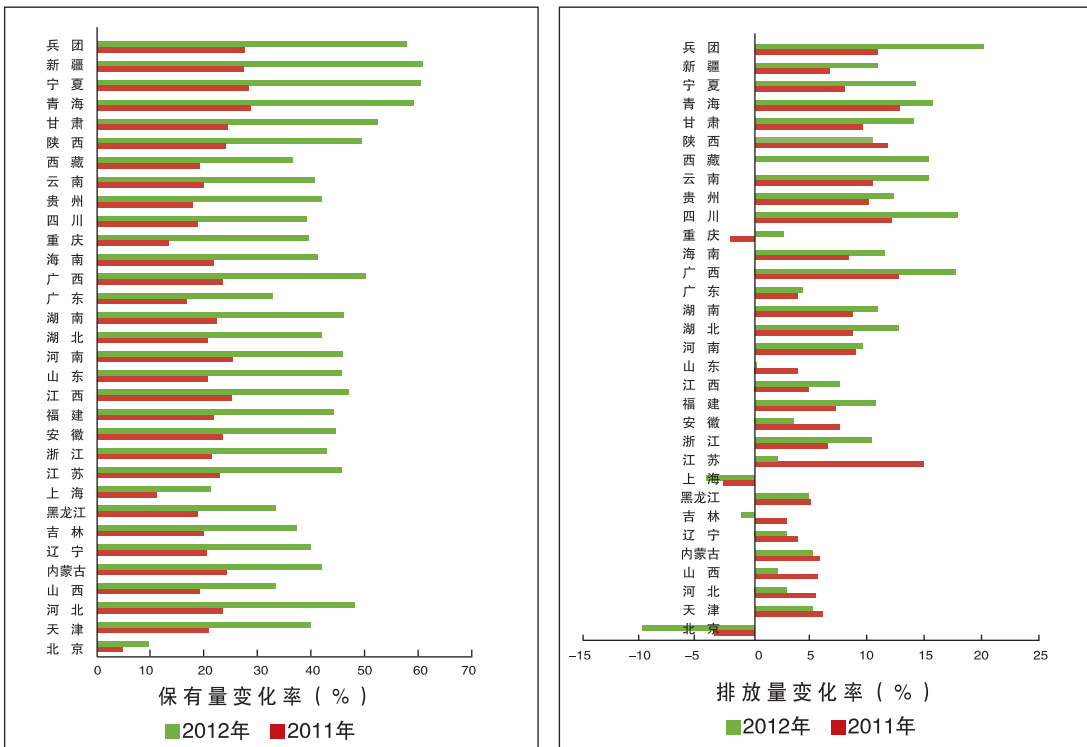 兵 团
新 疆
宁 夏
青 海
甘 肃
陕 西
西 藏
云 南
贵 州
四 川
重 庆
海 南
广 西
广 东
湖 南
湖 北
河 南
山 东
江 西
福 建
安 徽
浙 江
江 苏
上 海
黑龙江
吉 林
辽 宁
内蒙古
山 西
河 北
天 津
北 京
0 10 20 30 40 50 60 70
保有量变化率(%)
2012年 2011年
兵 团
新 疆
宁 夏
青 海
甘 肃
陕 西
西 藏
云 南
贵 州
四 川
重 庆
海 南
广 西
广 东
湖 南
湖 北
河 南
山 东
江 西
福 建
安 徽
浙 江
江 苏
上 海
黑龙江
吉 林
辽 宁
内蒙古
山 西
河 北
天 津
北 京
-15 -10 -5 0 5 10 15 20 25
排放量变化率(%)
2012年 2011年